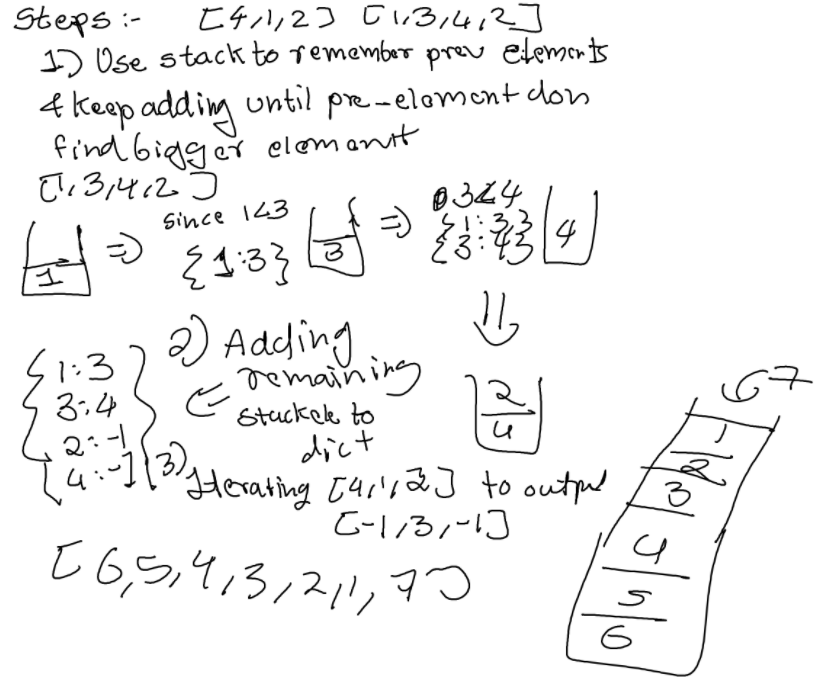 Steps :- [4,1,2] [1,3,4,2]
1) Use stack to remember prev elements
& keep adding until pre-element don
find bigger element
[1,3,4,2]
1 => since 1<3 {1:3} 3 => 3<4 {1:3} {3:4} 4
2
4
{1:3
3:4
2:-1
4:-1}
2) Adding
remaining
stack ele to
dict
3) Iterating [4,1,2] to output
[-1,3,-1]
[6,5,4,3,2,1,7]
7
1
2
3
4
5
6